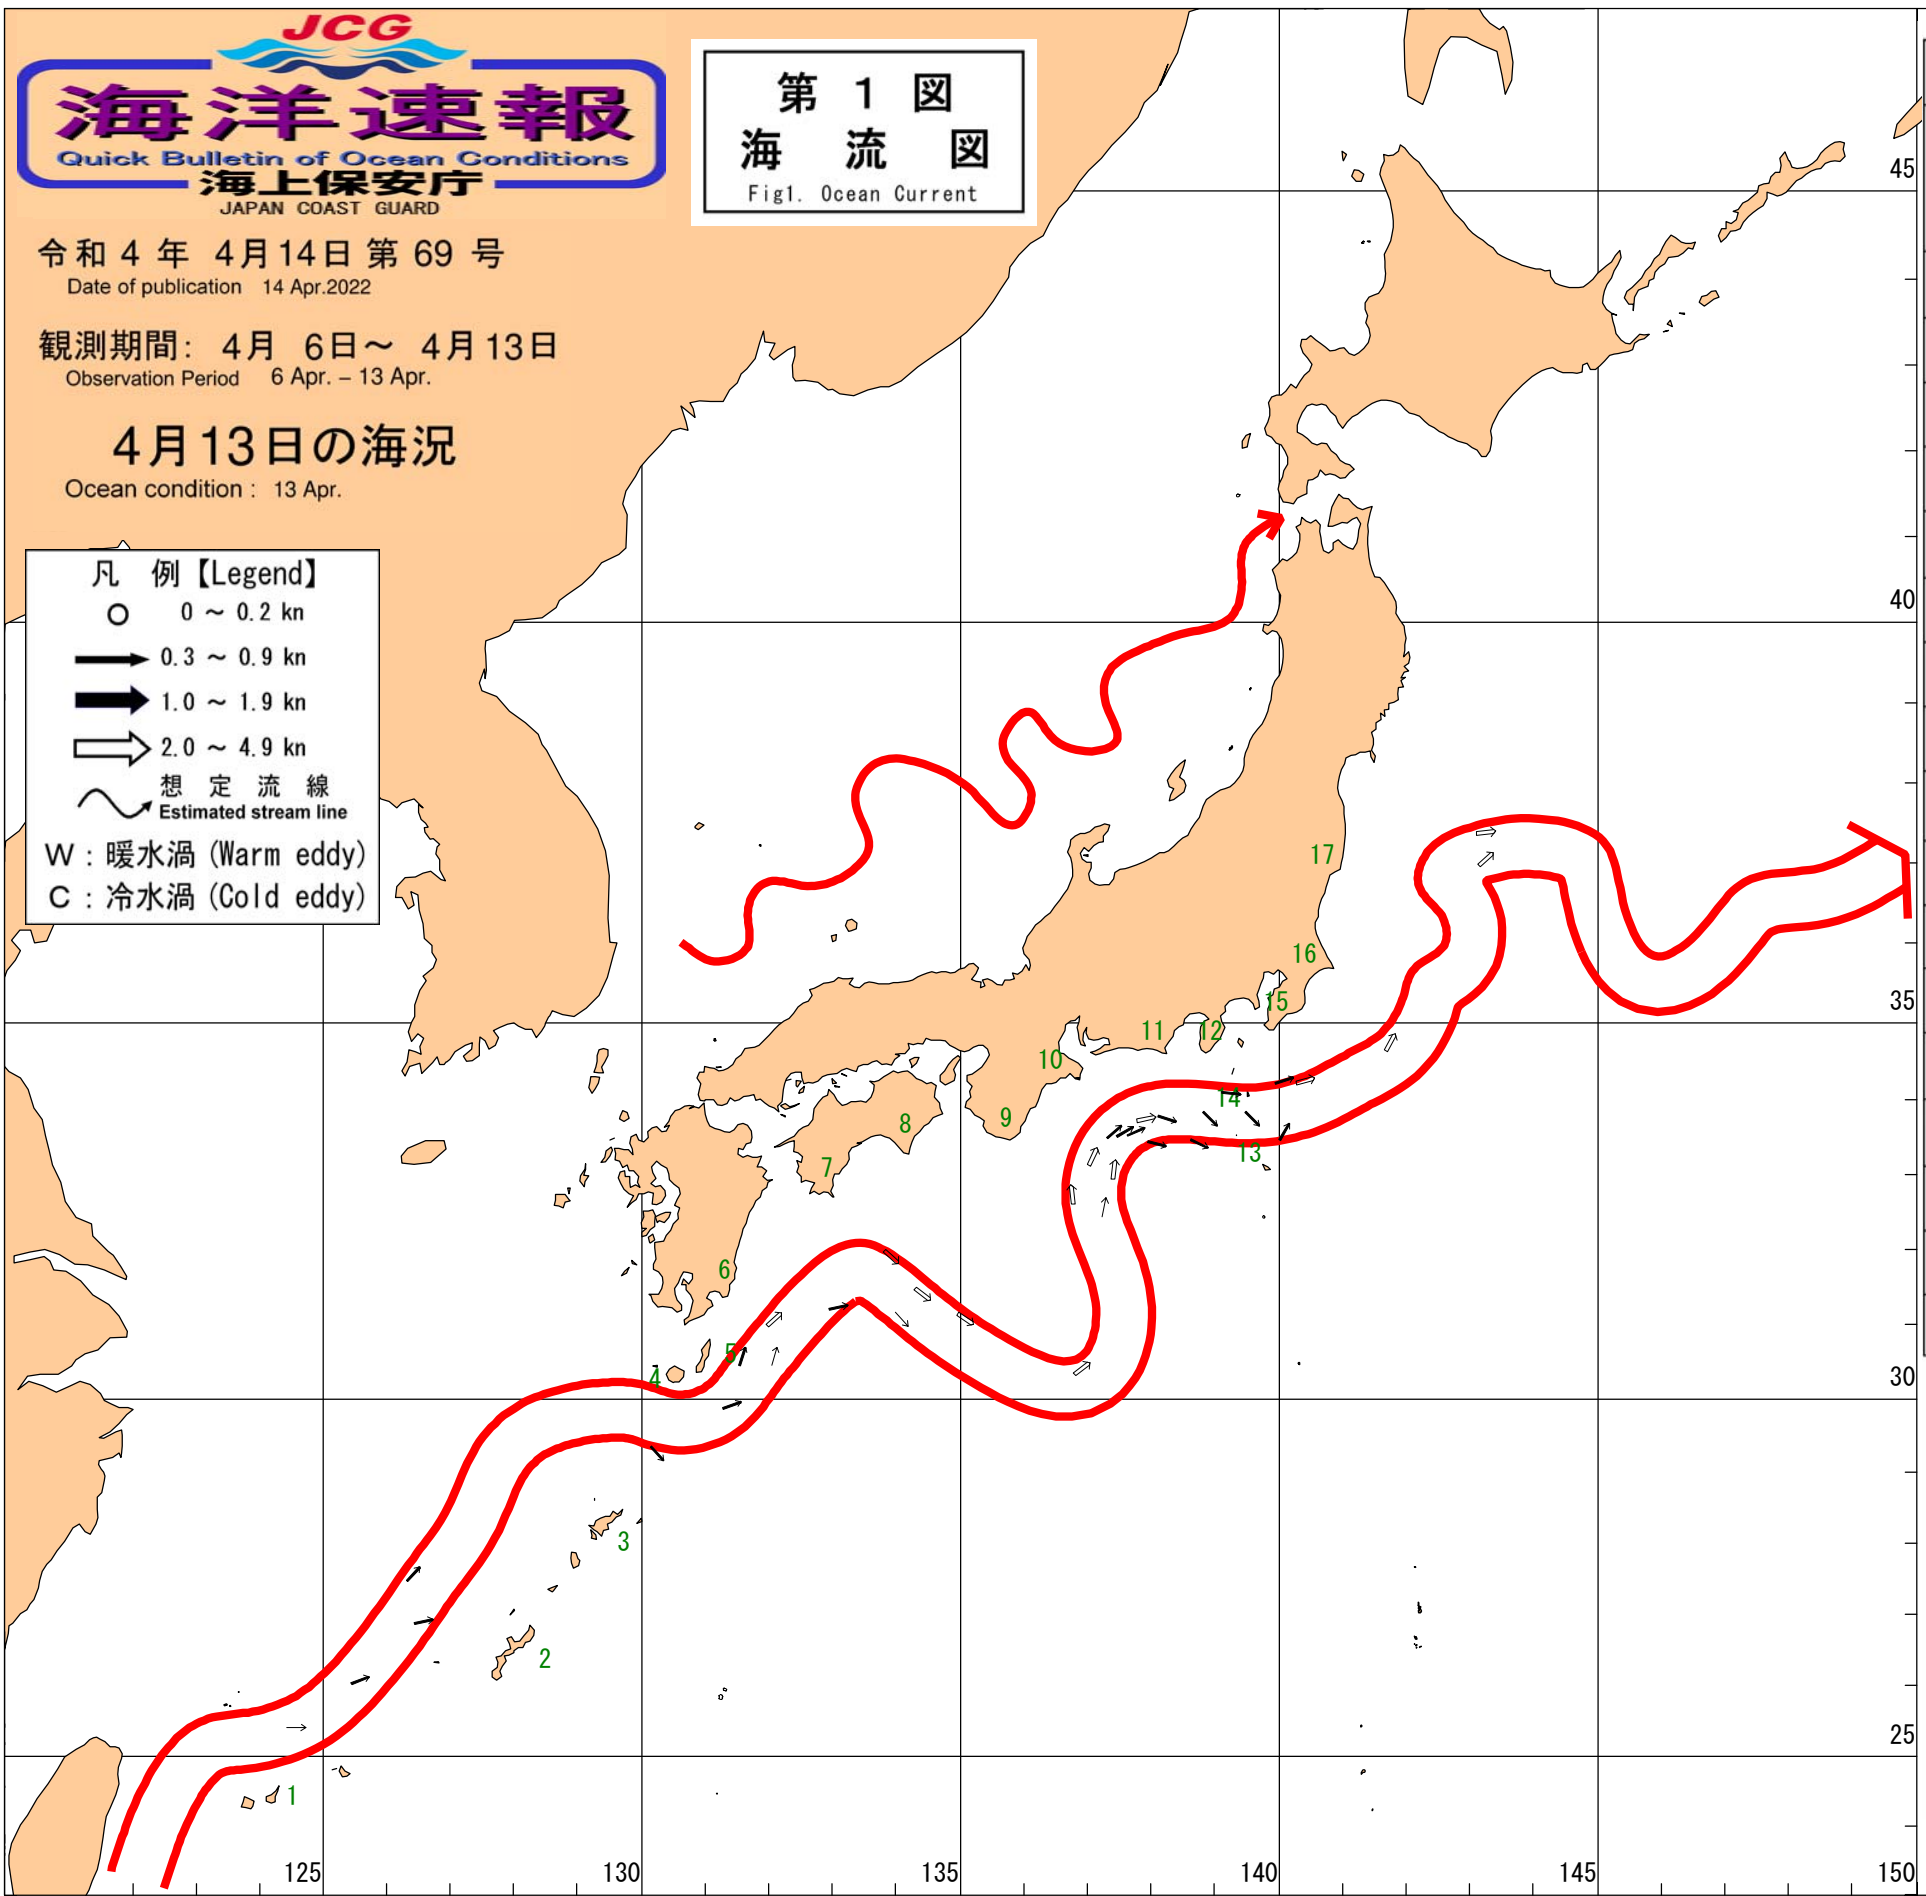 JCG
海洋速報
Quick Bulletin of Ocean Conditions
海上保安庁
JAPAN COAST GUARD
第 1 図
海 流 図
Fig1. Ocean Current
令和 4 年 4月14日 第 69 号
Date of publication 14 Apr.2022
観測期間: 4月 6日～ 4月13日
Observation Period 6 Apr. – 13 Apr.
4月13日の海況
Ocean condition : 13 Apr.
凡 例【Legend】
0 ～ 0.2 kn
0.3 ～ 0.9 kn
1.0 ～ 1.9 kn
2.0 ～ 4.9 kn
想 定 流 線
Estimated stream line
W : 暖水渦 (Warm eddy)
C : 冷水渦 (Cold eddy)
45
40
17
16
35
15
11
12
10
14
9
8
13
7
6
5
4
30
3
2
25
1
125
130
135
140
145
150